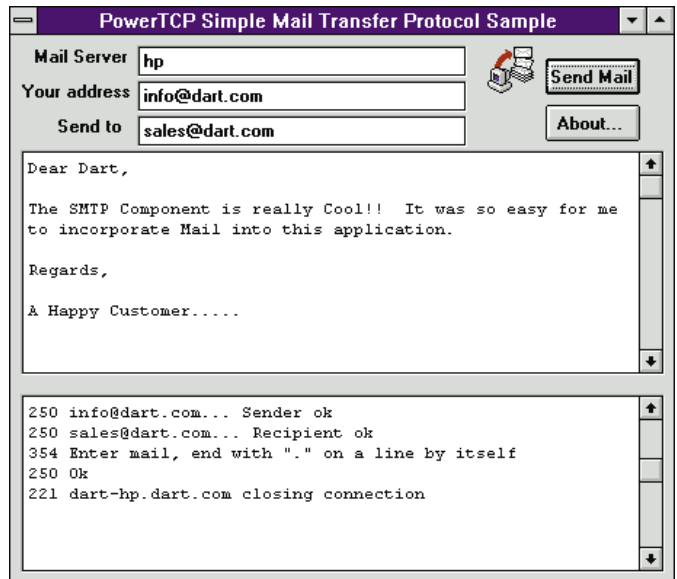 PowerTCP Simple Mail Transfer Protocol Sample
Mail Server hp
Send Mail
Your address info@dart.com
Send to sales@dart.com
About...
Dear Dart,
The SMTP Component is really Cool!!  It was so easy for me
to incorporate Mail into this application.
Regards,
A Happy Customer.....
250 info@dart.com... Sender ok
250 sales@dart.com... Recipient ok
354 Enter mail, end with "." on a line by itself
250 Ok
221 dart-hp.dart.com closing connection